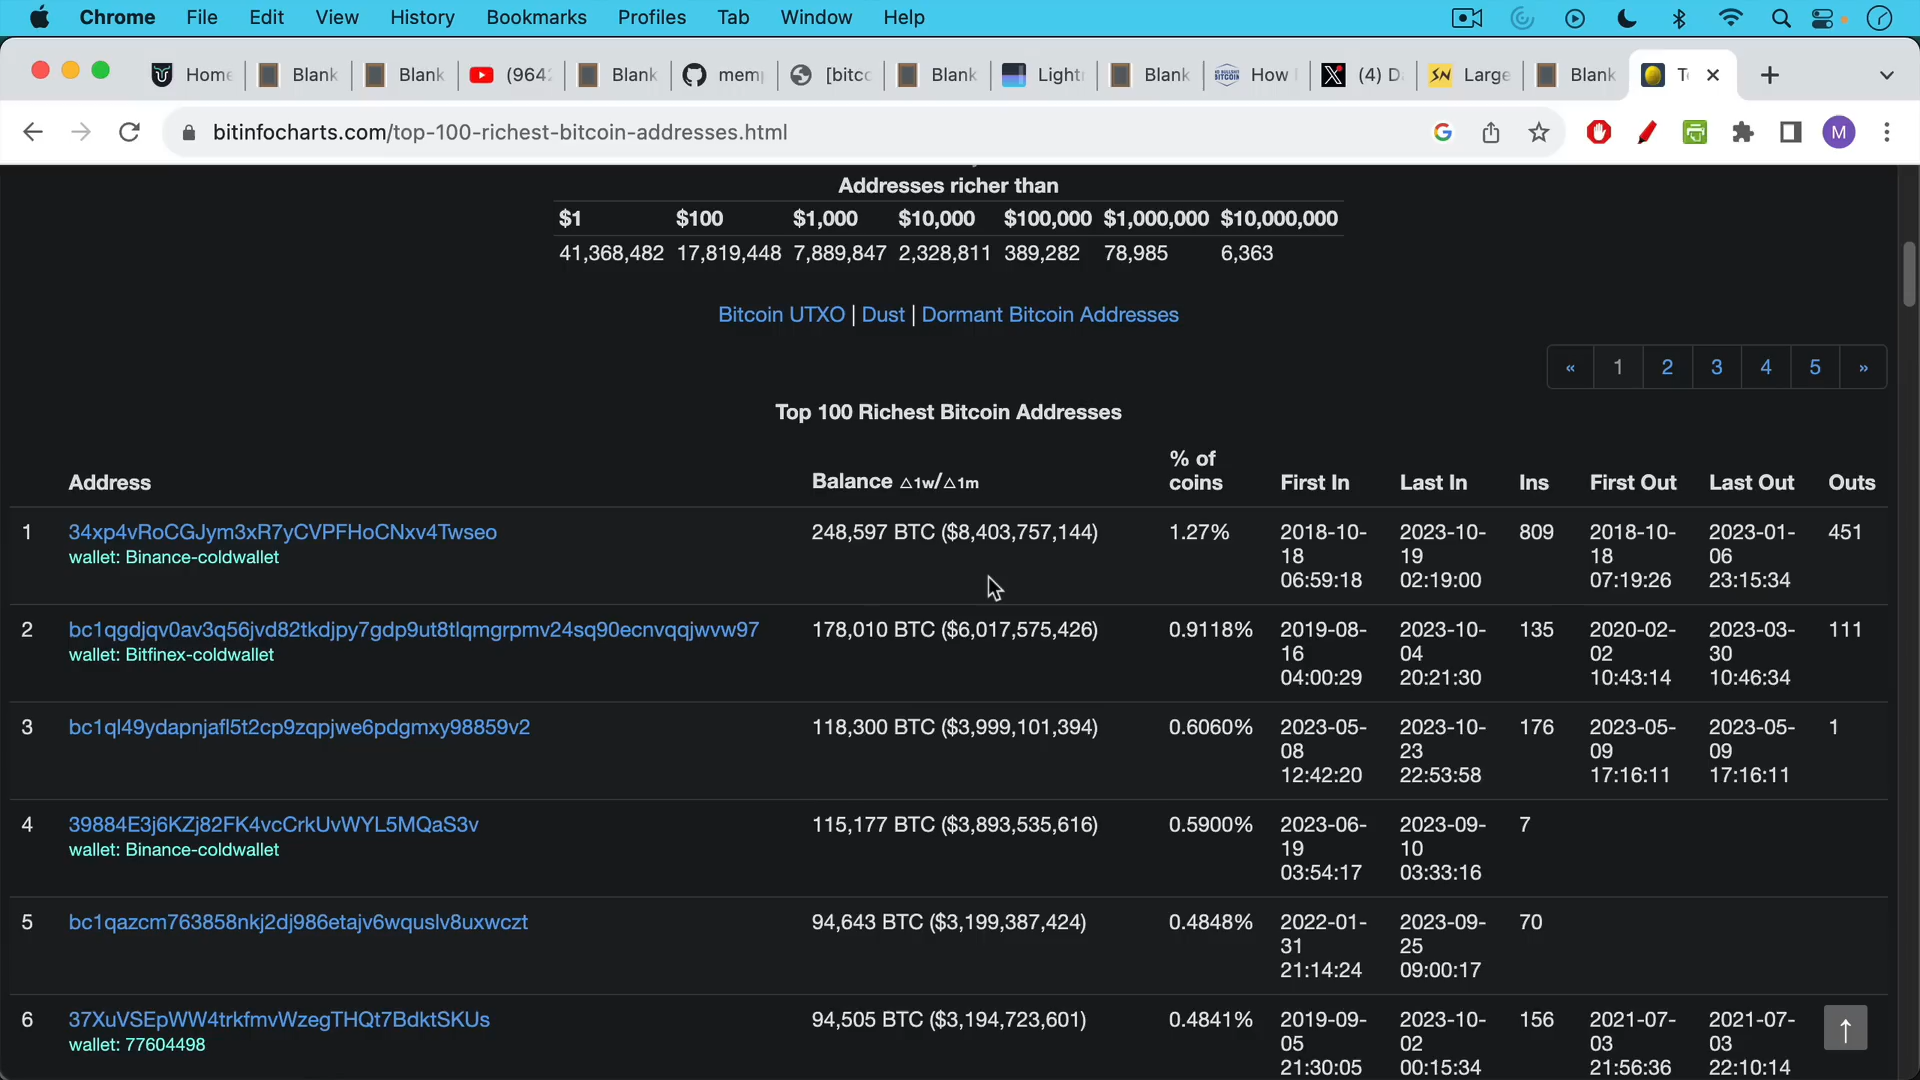 Chrome File Edit View History Bookmarks Profiles Tab Window Help
Home Blank Blank (964 Blank mem [bitco Blank Light Blank How (4) D Large Blank
bitinfocharts.com/top-100-richest-bitcoin-addresses.html
M
Addresses richer than
$1 $100 $1,000 $10,000 $100,000 $1,000,000 $10,000,000
41,368,482 17,819,448 7,889,847 2,328,811 389,282 78,985 6,363
Bitcoin UTXO | Dust | Dormant Bitcoin Addresses
« 1 2 3 4 5 »
Top 100 Richest Bitcoin Addresses
Address Balance △1w/△1m % of coins First In Last In Ins First Out Last Out Outs
1 34xp4vRoCGJym3xR7yCVPFHoCNxv4Twseo 248,597 BTC ($8,403,757,144) 1.27% 2018-10-18 06:59:18 2023-10-19 02:19:00 809 2018-10-18 07:19:26 2023-01-06 23:15:34 451
wallet: Binance-coldwallet
2 bc1qgdjqv0av3q56jvd82tkdjpy7gdp9ut8tlqmgrpmv24sq90ecnvqqjwvw97 178,010 BTC ($6,017,575,426) 0.9118% 2019-08-16 04:00:29 2023-10-04 20:21:30 135 2020-02-02 10:43:14 2023-03-30 10:46:34 111
wallet: Bitfinex-coldwallet
3 bc1ql49ydapnjafl5t2cp9zqpjwe6pdgmxy98859v2 118,300 BTC ($3,999,101,394) 0.6060% 2023-05-08 12:42:20 2023-10-23 22:53:58 176 2023-05-09 17:16:11 2023-05-09 17:16:11 1
4 39884E3j6KZj82FK4vcCrkUvWYL5MQaS3v 115,177 BTC ($3,893,535,616) 0.5900% 2023-06-19 03:54:17 2023-09-10 03:33:16 7
wallet: Binance-coldwallet
5 bc1qazcm763858nkj2dj986etajv6wquslv8uxwczt 94,643 BTC ($3,199,387,424) 0.4848% 2022-01-31 21:14:24 2023-09-25 09:00:17 70
6 37XuVSEpWW4trkfmvWzegTHQt7BdktSKUs 94,505 BTC ($3,194,723,601) 0.4841% 2019-09-05 21:30:05 2023-10-02 00:15:34 156 2021-07-03 21:56:36 2021-07-03 22:10:14
wallet: 77604498